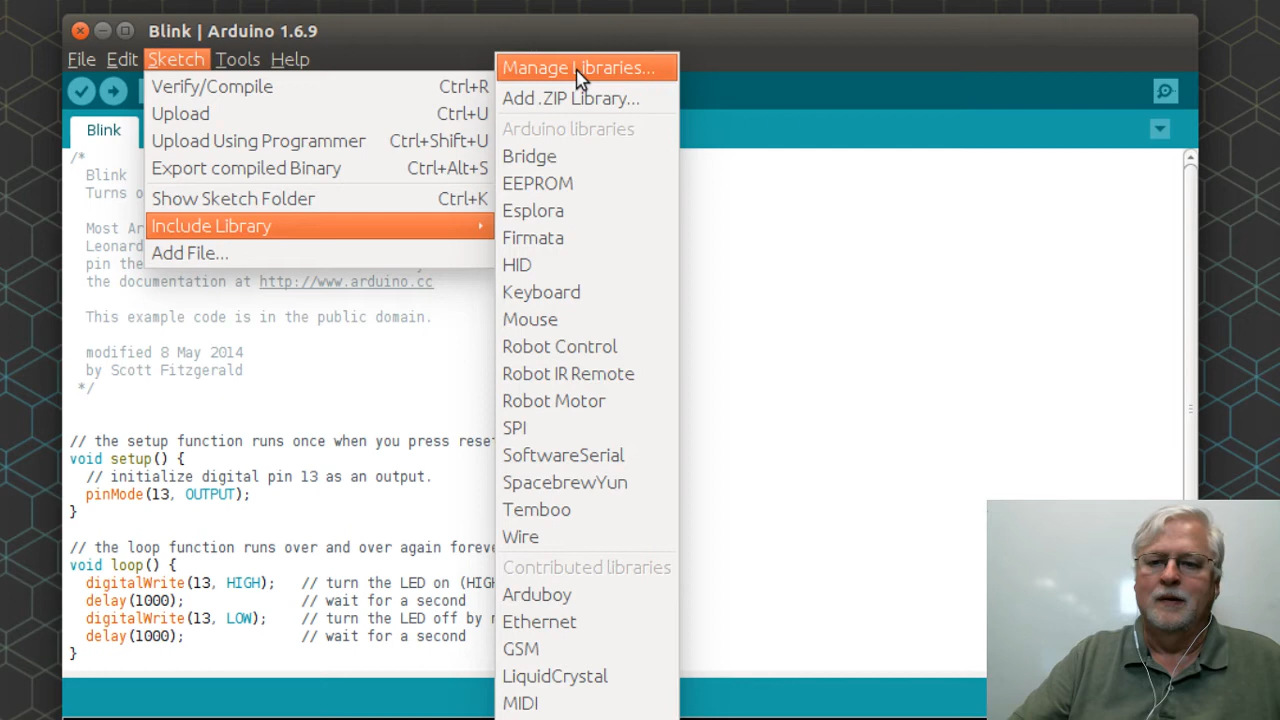 Blink | Arduino 1.6.9
File Edit Sketch Tools Help
Verify/Compile Ctrl+R
Upload Ctrl+U
Upload Using Programmer Ctrl+Shift+U
Export compiled Binary Ctrl+Alt+S
Show Sketch Folder Ctrl+K
Include Library
Add File...
Manage Libraries...
Add .ZIP Library...
Arduino libraries
Bridge
EEPROM
Esplora
Firmata
HID
Keyboard
Mouse
Robot Control
Robot IR Remote
Robot Motor
SPI
SoftwareSerial
SpacebrewYun
Temboo
Wire
Contributed libraries
Arduboy
Ethernet
GSM
LiquidCrystal
MIDI
Blink
/*
Blink
Turns
Most
pin
the documentation at http://www.arduino.cc
This example code is in the public domain.
modified 8 May 2014
by Scott Fitzgerald
*/
// the setup function runs once when you press
void setup() {
// initialize digital pin 13 as an output.
pinMode(13, OUTPUT);
}
// the loop function runs over and over again
void loop() {
digitalWrite(13, HIGH); // turn the LED on
delay(1000); // wait for a second
digitalWrite(13, LOW); // turn the LED off by
delay(1000); // wait for a second
}